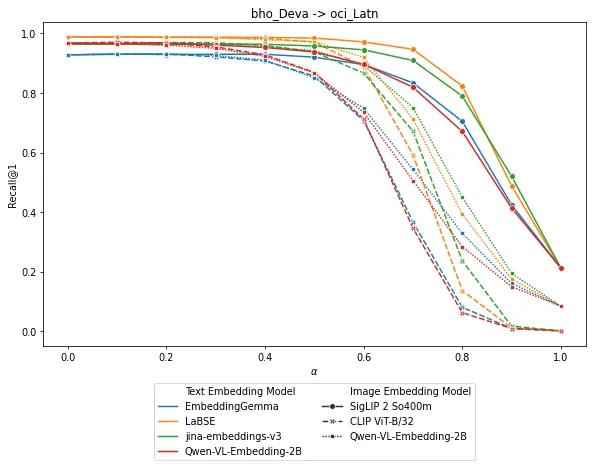 bho_Deva -> oci_Latn
Recall@1
1.0
0.8
0.6
0.4
0.2
0.0
0.0 0.2 0.4 0.6 0.8 1.0
α
Text Embedding Model
EmbeddingGemma
LaBSE
jina-embeddings-v3
Qwen-VL-Embedding-2B
Image Embedding Model
SigLIP 2 So400m
CLIP ViT-B/32
Qwen-VL-Embedding-2B